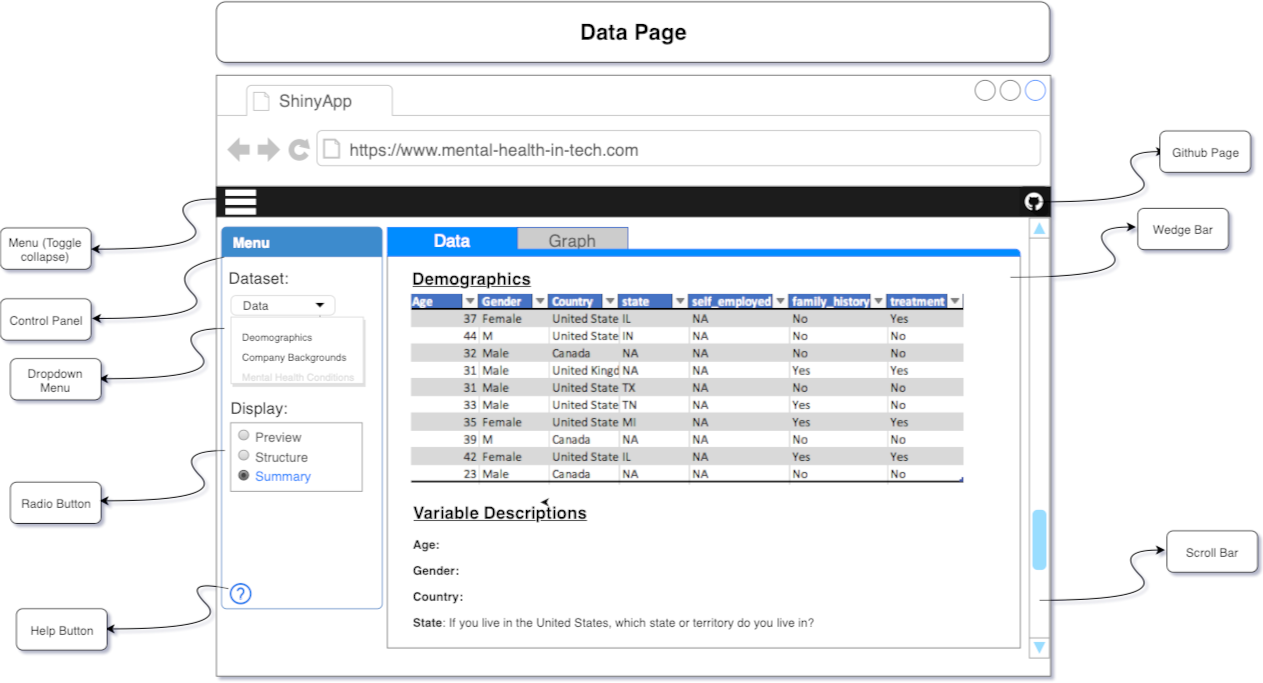 Data Page
ShinyApp
https://www.mental-health-in-tech.com
Github Page
Menu (Toggle
collapse)
Wedge Bar
Menu
Data Graph
Dataset:
Data
Deomographics
Company Backgrounds
Mental Health Conditions
Control Panel
Dropdown
Menu
Display:
Preview
Structure
Summary
Radio Button
?
Help Button
Demographics
Age Gender Country state self_employed family_history treatment
37 Female United State IL NA No Yes
44 M United State IN NA No No
32 Male Canada NA NA No No
31 Male United Kingd NA NA Yes Yes
31 Male United State TX NA No No
33 Male United State TN NA Yes No
35 Female United State MI NA Yes Yes
39 M Canada NA NA No No
42 Female United State IL NA Yes Yes
23 Male Canada NA NA No No
Variable Descriptions
Age:
Gender:
Country:
State: If you live in the United States, which state or territory do you live in?
Scroll Bar